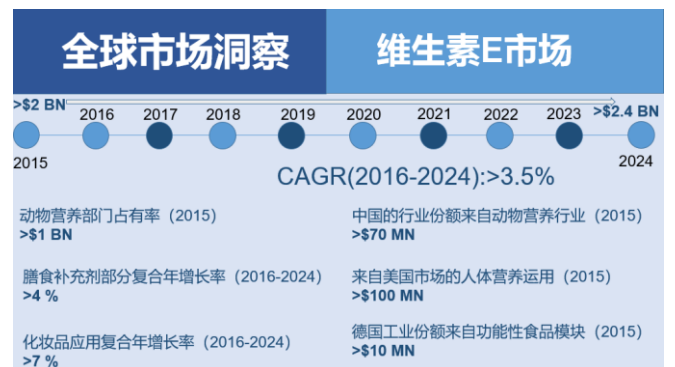 全球市场洞察
维生素E市场
>$2 BN
2016
2017
2018
2019
2020
2021
2022
2023
>$2.4 BN
2015
2024
CAGR(2016-2024):>3.5%
动物营养部门占有率（2015）
>$1 BN
中国的行业份额来自动物营养行业（2015）
>$70 MN
膳食补充剂部分复合年增长率（2016-2024）
>4 %
来自美国市场的人体营养运用（2015）
>$100 MN
化妆品应用复合年增长率（2016-2024）
>7 %
德国工业份额来自功能性食品模块（2015）
>$10 MN